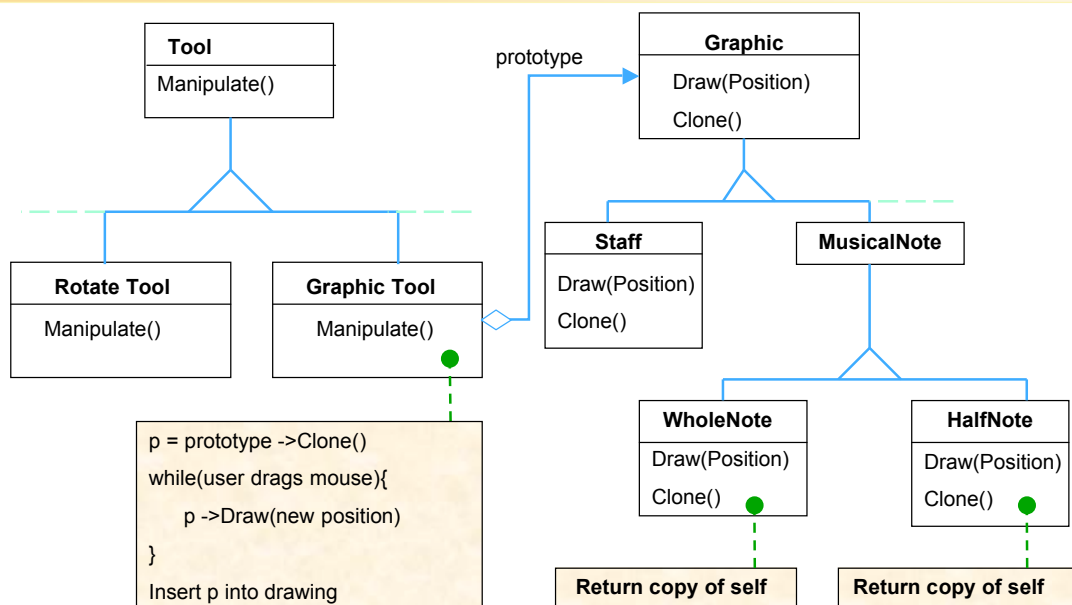 Tool
Manipulate()
prototype
Graphic
Draw(Position)
Clone()
Rotate Tool
Manipulate()
Graphic Tool
Manipulate()
Staff
Draw(Position)
Clone()
MusicalNote
WholeNote
Draw(Position)
Clone()
HalfNote
Draw(Position)
Clone()
p = prototype ->Clone()
while(user drags mouse){
p ->Draw(new position)
}
Insert p into drawing
Return copy of self
Return copy of self